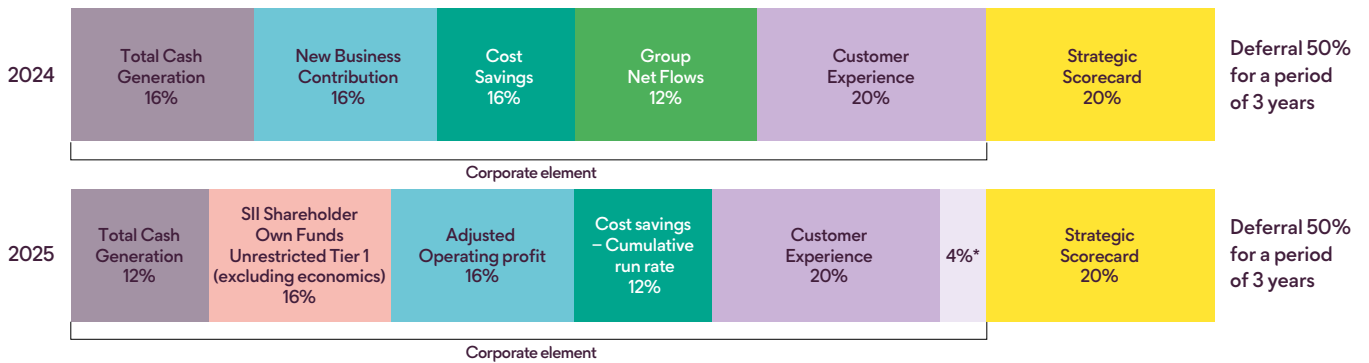 2024
Total Cash
Generation
16%
New Business
Contribution
16%
Cost
Savings
16%
Group
Net Flows
12%
Customer
Experience
20%
Strategic
Scorecard
20%
Deferral 50%
for a period
of 3 years
Corporate element
2025
Total Cash
Generation
12%
SII Shareholder
Own Funds
Unrestricted Tier 1
(excluding economics)
16%
Adjusted
Operating profit
16%
Cost savings
– Cumulative
run rate
12%
Customer
Experience
20%
4%*
Strategic
Scorecard
20%
Deferral 50%
for a period
of 3 years
Corporate element